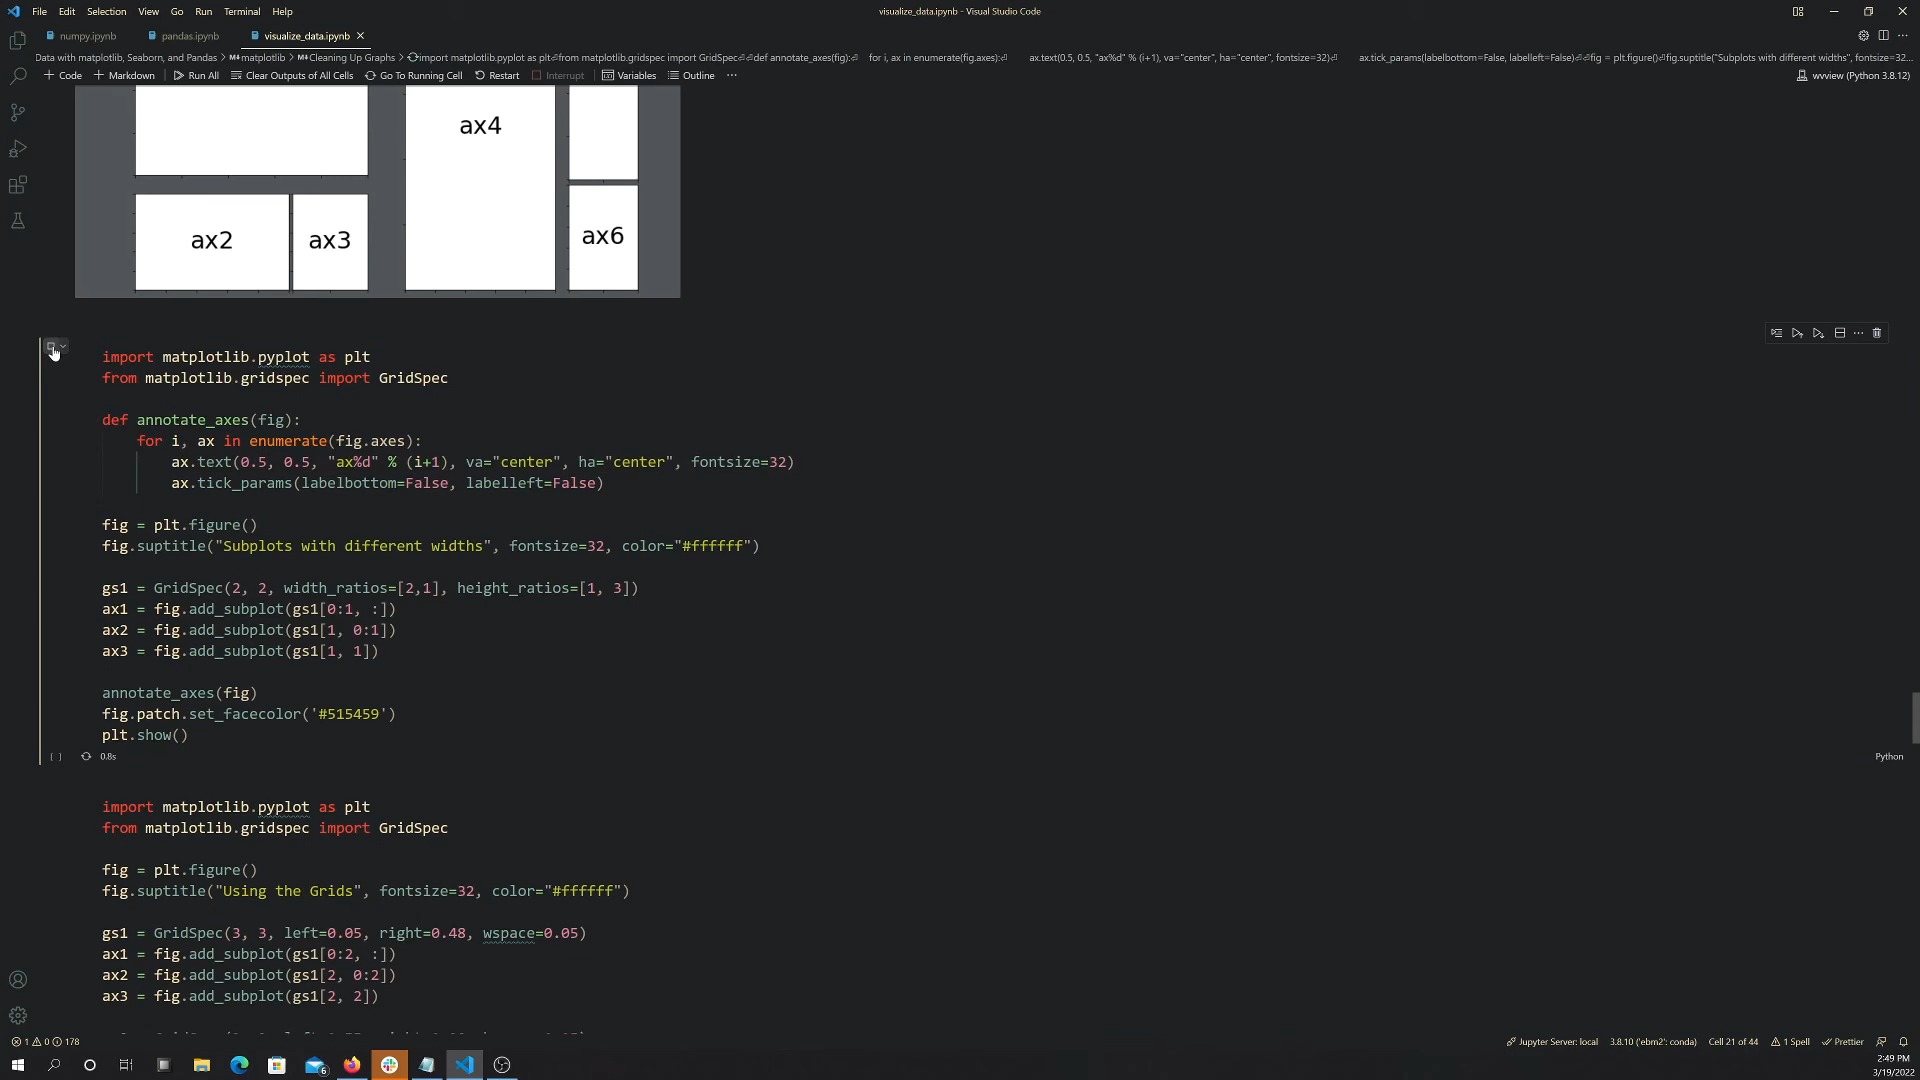 File Edit Selection View Go Run Terminal Help
visualize_data.ipynb - Visual Studio Code
numpy.ipynb
pandas.ipynb
visualize_data.ipynb
Data with matplotlib, Seaborn, and Pandas > M↓matplotlib > M↓Cleaning Up Graphs > import matplotlib.pyplot as plt⏎from matplotlib.gridspec import GridSpec⏎⏎def annotate_axes(fig):⏎ for i, ax in enumerate(fig.axes):⏎ ax.text(0.5, 0.5, "ax%d" % (i+1), va="center", ha="center", fontsize=32)⏎ ax.tick_params(labelbottom=False, labelleft=False)⏎⏎fig = plt.figure()⏎fig.suptitle("Subplots with different widths", fontsize=32...
+ Code + Markdown Run All Clear Outputs of All Cells Go To Running Cell Restart Interrupt Variables Outline ...
wvview (Python 3.8.12)
ax4
ax2
ax3
ax6
import matplotlib.pyplot as plt
from matplotlib.gridspec import GridSpec
def annotate_axes(fig):
for i, ax in enumerate(fig.axes):
ax.text(0.5, 0.5, "ax%d" % (i+1), va="center", ha="center", fontsize=32)
ax.tick_params(labelbottom=False, labelleft=False)
fig = plt.figure()
fig.suptitle("Subplots with different widths", fontsize=32, color="#ffffff")
gs1 = GridSpec(2, 2, width_ratios=[2,1], height_ratios=[1, 3])
ax1 = fig.add_subplot(gs1[0:1, :])
ax2 = fig.add_subplot(gs1[1, 0:1])
ax3 = fig.add_subplot(gs1[1, 1])
annotate_axes(fig)
fig.patch.set_facecolor('#515459')
plt.show()
[ ] 0.8s
Python
import matplotlib.pyplot as plt
from matplotlib.gridspec import GridSpec
fig = plt.figure()
fig.suptitle("Using the Grids", fontsize=32, color="#ffffff")
gs1 = GridSpec(3, 3, left=0.05, right=0.48, wspace=0.05)
ax1 = fig.add_subplot(gs1[0:2, :])
ax2 = fig.add_subplot(gs1[2, 0:2])
ax3 = fig.add_subplot(gs1[2, 2])
1 0 178
Jupyter Server: local 3.8.10 ('ebm2': conda) Cell 21 of 44 1 Spell Prettier
6
2:49 PM
3/19/2022